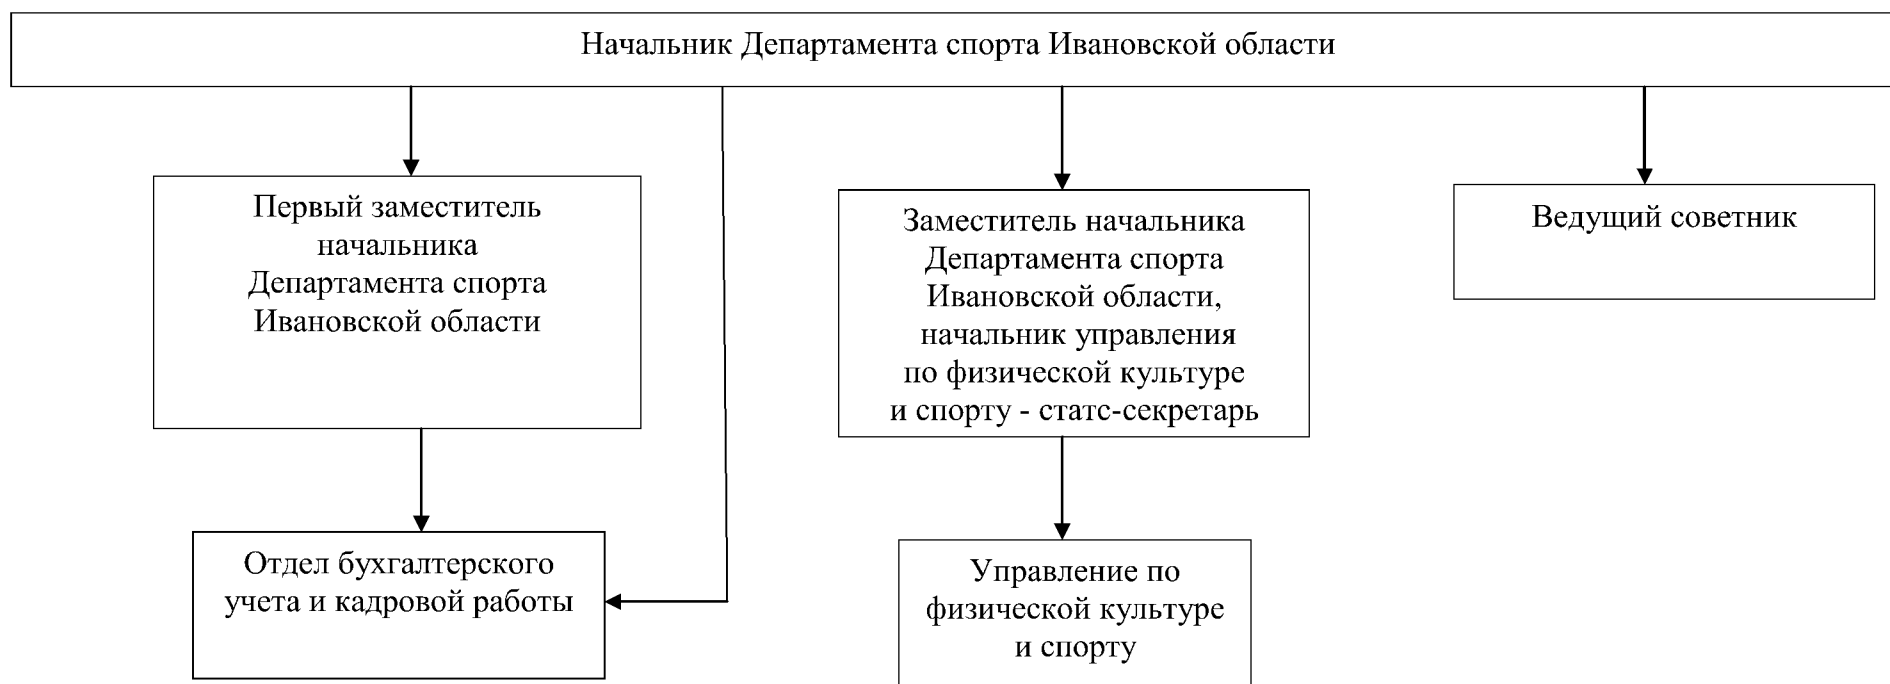 Начальник Департамента спорта Ивановской области
Первый заместитель
начальника
Департамента спорта
Ивановской области
Заместитель начальника
Департамента спорта
Ивановской области,
начальник управления
по физической культуре
и спорту - статс-секретарь
Ведущий советник
Отдел бухгалтерского
учета и кадровой работы
Управление по
физической культуре
и спорту